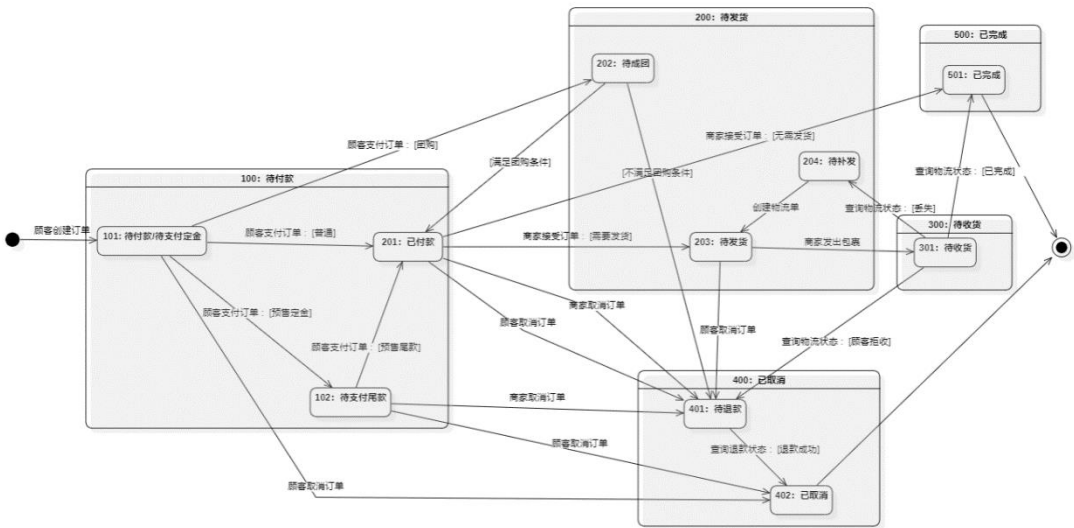 200：待发货
500：已完成
202：待成团
501：已完成
顾客支付订单：[团购]
商家接受订单：[无需发货]
[满足团购条件]
[不满足团购条件]
204：待补发
查询物流状态：[已完成]
100：待付款
创建物流单
查询物流状态：[丢失]
300：待收货
顾客创建订单
101：待付款/待支付定金
顾客支付订单：[普通]
201：已付款
商家接受订单：[需要发货]
203：待发货
商家发出包裹
301：待收货
顾客支付订单：[预售定金]
商家取消订单
顾客取消订单
顾客取消订单
查询物流状态：[顾客拒收]
顾客支付订单：[预售尾款]
400：已取消
102：待支付尾款
商家取消订单
401：待退款
顾客取消订单
查询退款状态：[退款成功]
顾客取消订单
402：已取消